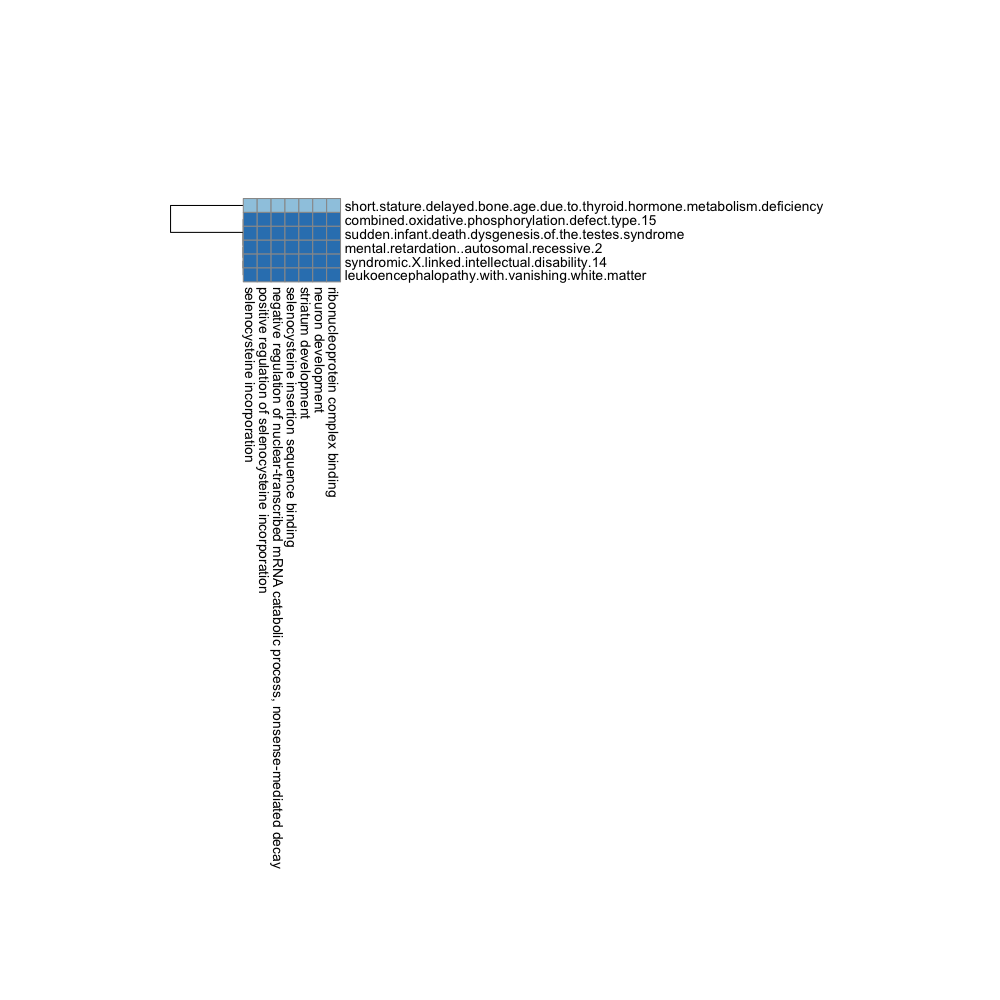 short.stature.delayed.bone.age.due.to.thyroid.hormone.metabolism.deficiency
combined.oxidative.phosphorylation.defect.type.15
sudden.infant.death.dysgenesis.of.the.testes.syndrome
mental.retardation..autosomal.recessive.2
syndromic.X.linked.intellectual.disability.14
leukoencephalopathy.with.vanishing.white.matter
selenocysteine incorporation
positive regulation of selenocysteine incorporation
negative regulation of nuclear-transcribed mRNA catabolic process, nonsense-mediated decay
selenocysteine insertion sequence binding
striatum development
neuron development
ribonucleoprotein complex binding